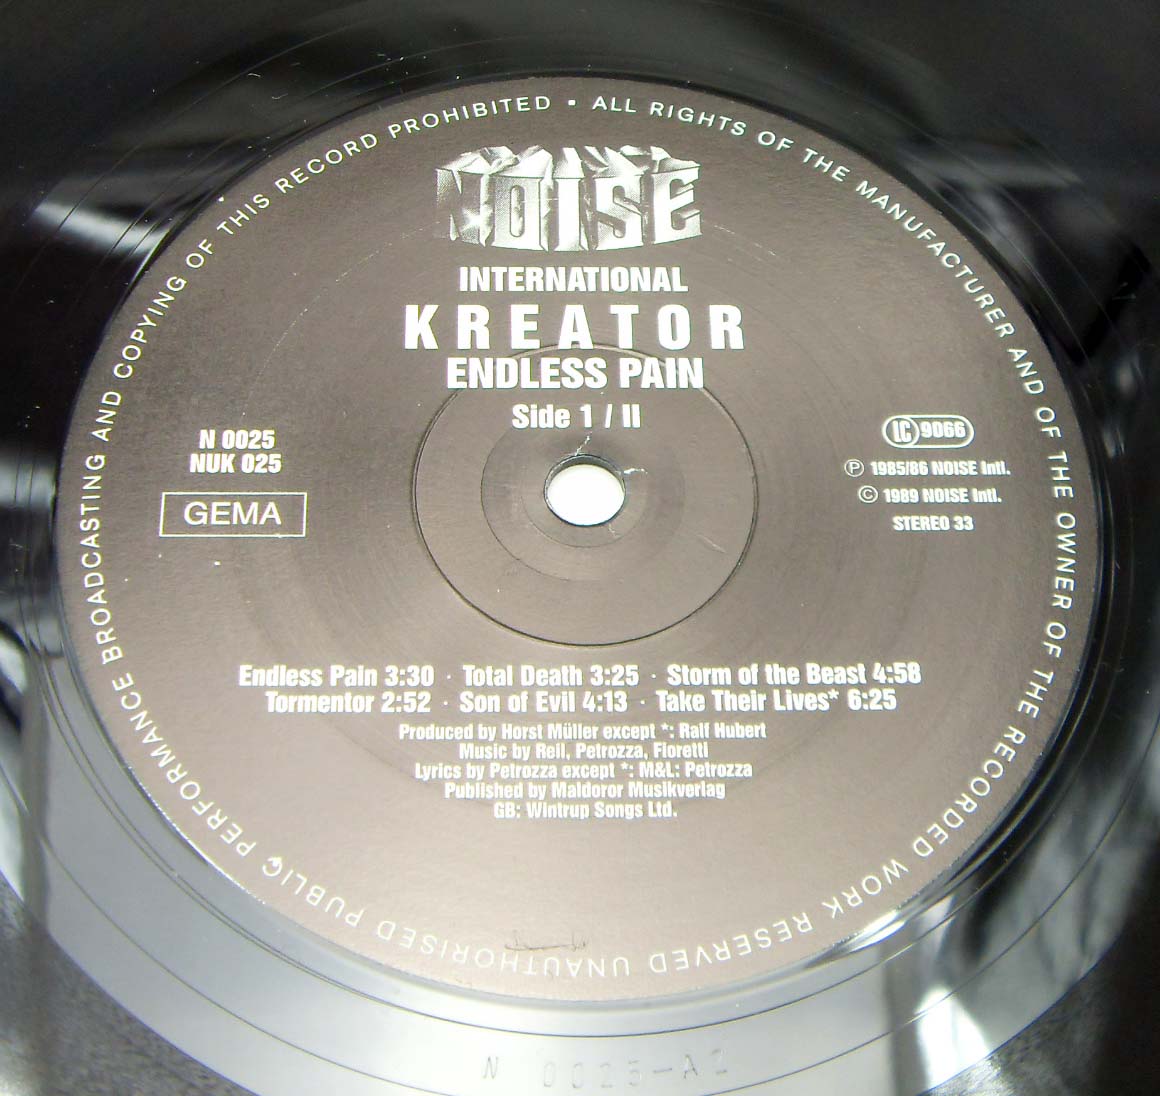 ALL RIGHTS OF THE MANUFACTURER AND OF THE OWNER OF THE RECORDED WORK RESERVED UNAUTHORISED PUBLIC PERFORMANCE BROADCASTING AND COPYING OF THIS RECORD PROHIBITED ▪
NOISE
INTERNATIONAL
KREATOR
ENDLESS PAIN
Side 1 / II
N 0025
NUK 025
GEMA
LC 9066
Ⓟ 1985/86 NOISE Intl.
© 1989 NOISE Intl.
STEREO 33
Endless Pain 3:30 · Total Death 3:25 · Storm of the Beast 4:58
Tormentor 2:52 · Son of Evil 4:13 · Take Their Lives* 6:25
Produced by Horst Müller except *: Ralf Hubert
Music by Reil, Petrozza, Fioretti
Lyrics by Petrozza except *: M&L: Petrozza
Published by Maldoror Musikverlag
GB: Wintrup Songs Ltd.
N 0025-A2